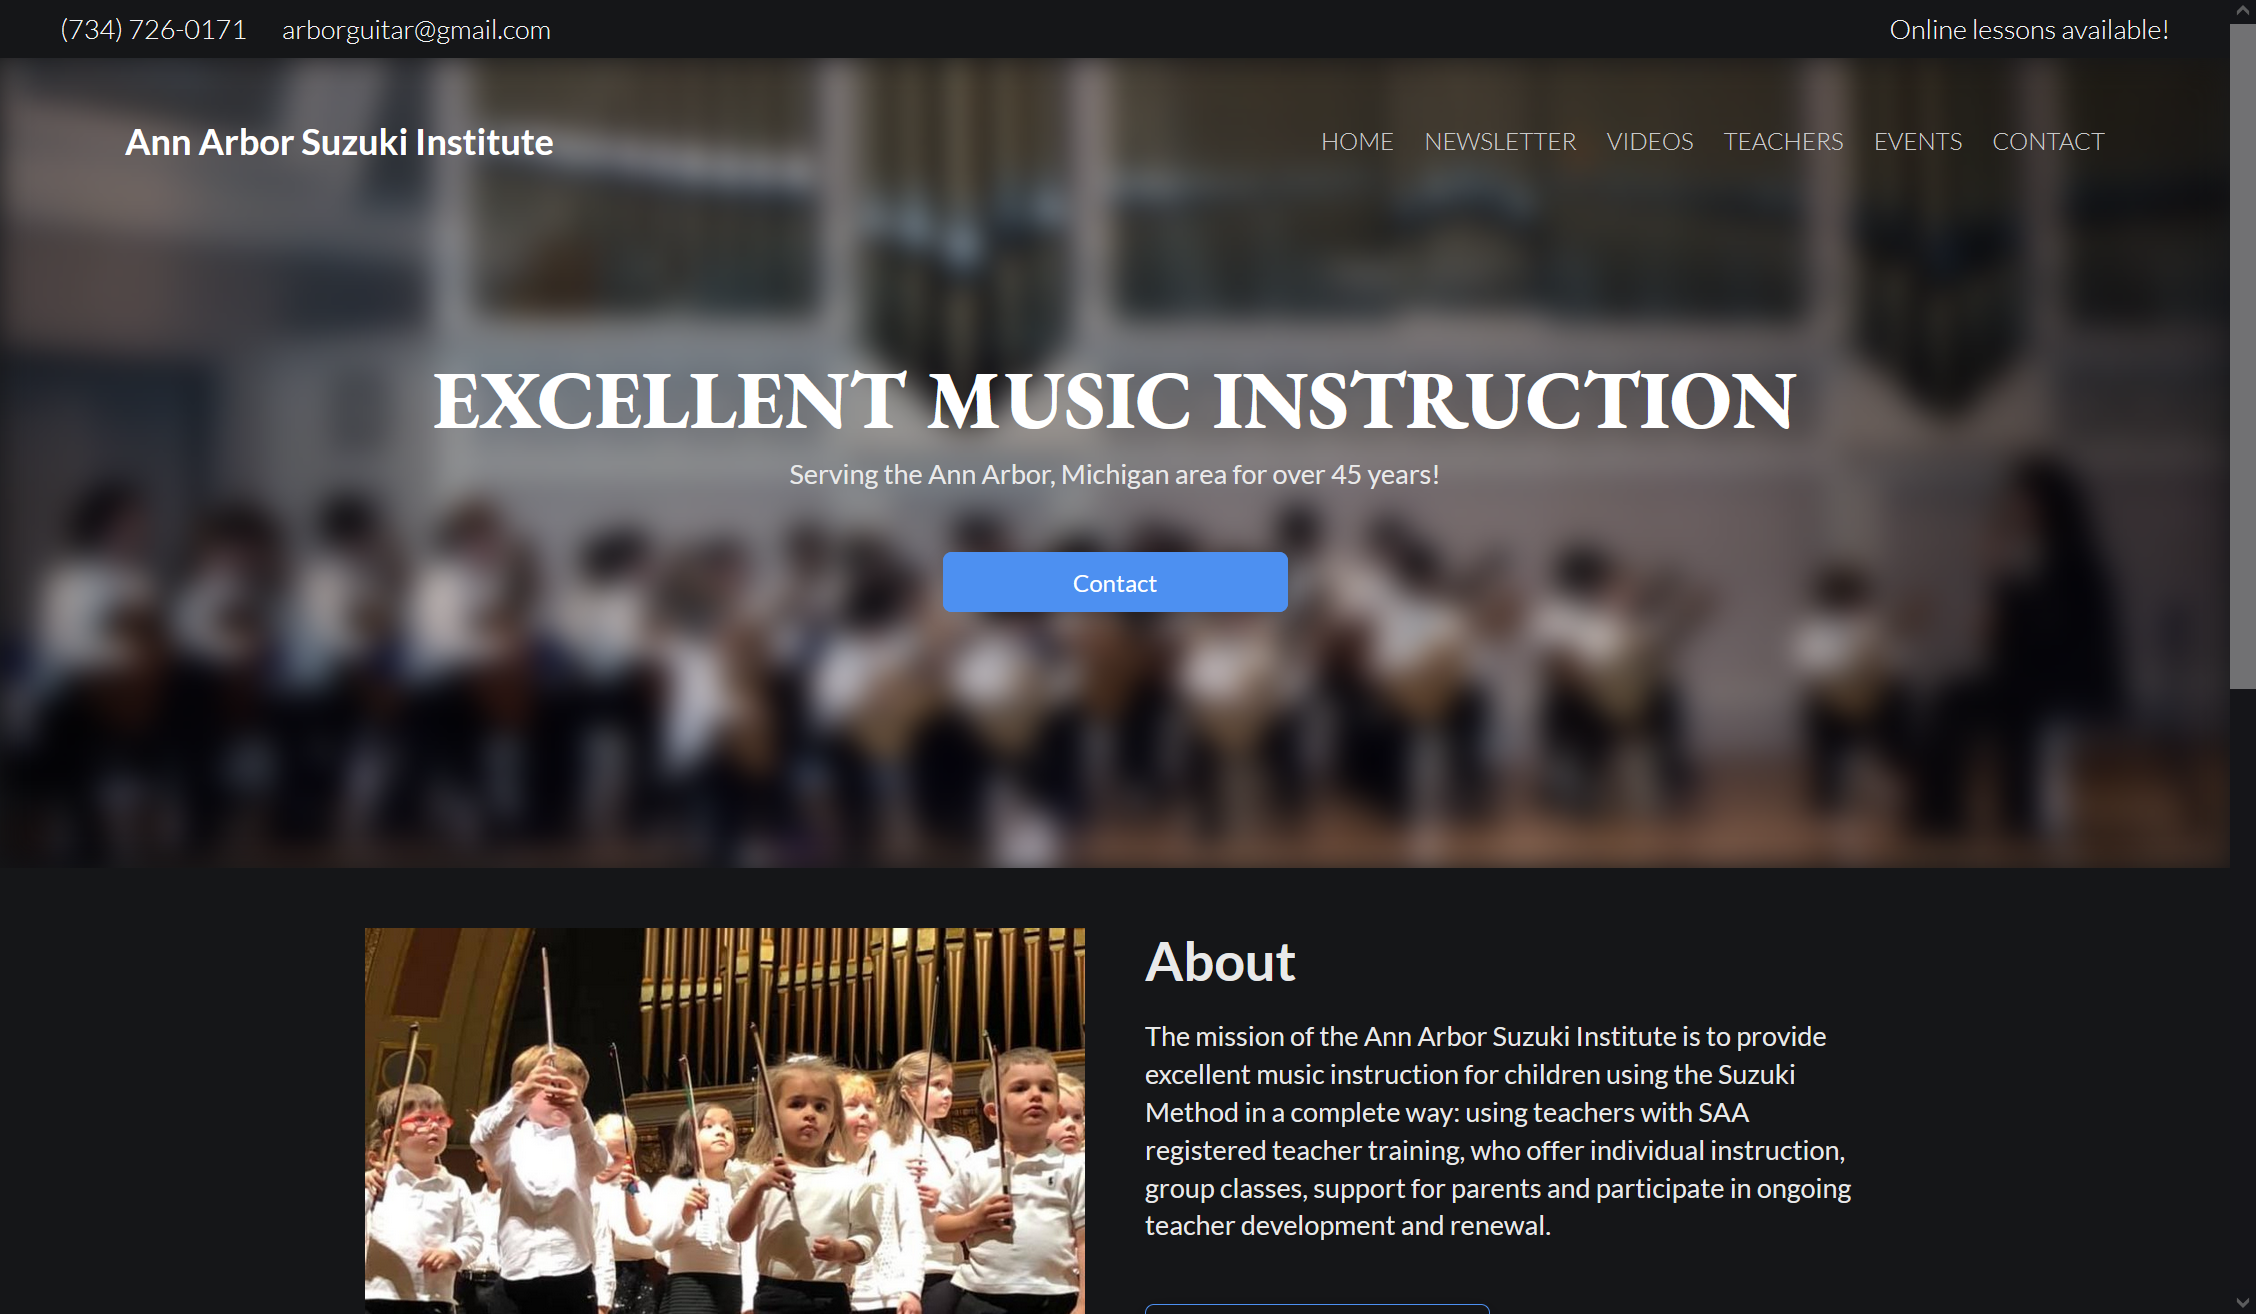 (734) 726-0171 arborguitar@gmail.com Online lessons available!
Ann Arbor Suzuki Institute HOME NEWSLETTER VIDEOS TEACHERS EVENTS CONTACT
EXCELLENT MUSIC INSTRUCTION
Serving the Ann Arbor, Michigan area for over 45 years!
Contact
About
The mission of the Ann Arbor Suzuki Institute is to provide
excellent music instruction for children using the Suzuki
Method in a complete way: using teachers with SAA
registered teacher training, who offer individual instruction,
group classes, support for parents and participate in ongoing
teacher development and renewal.